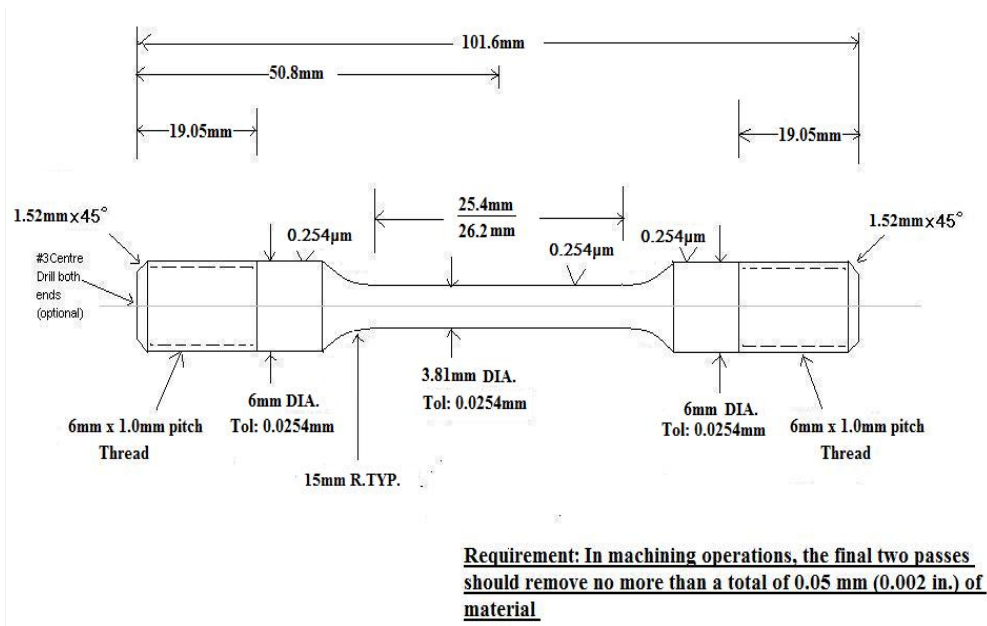 101.6mm
50.8mm
19.05mm
19.05mm
1.52mm×45°
25.4mm
26.2mm
1.52mm×45°
0.254μm
0.254μm
0.254μm
#3Centre
Drill both
ends
(optional)
3.81mm DIA.
Tol: 0.0254mm
6mm DIA.
Tol: 0.0254mm
6mm DIA.
Tol: 0.0254mm
6mm x 1.0mm pitch
Thread
6mm x 1.0mm pitch
Thread
15mm R.TYP.
Requirement: In machining operations, the final two passes
should remove no more than a total of 0.05 mm (0.002 in.) of
material